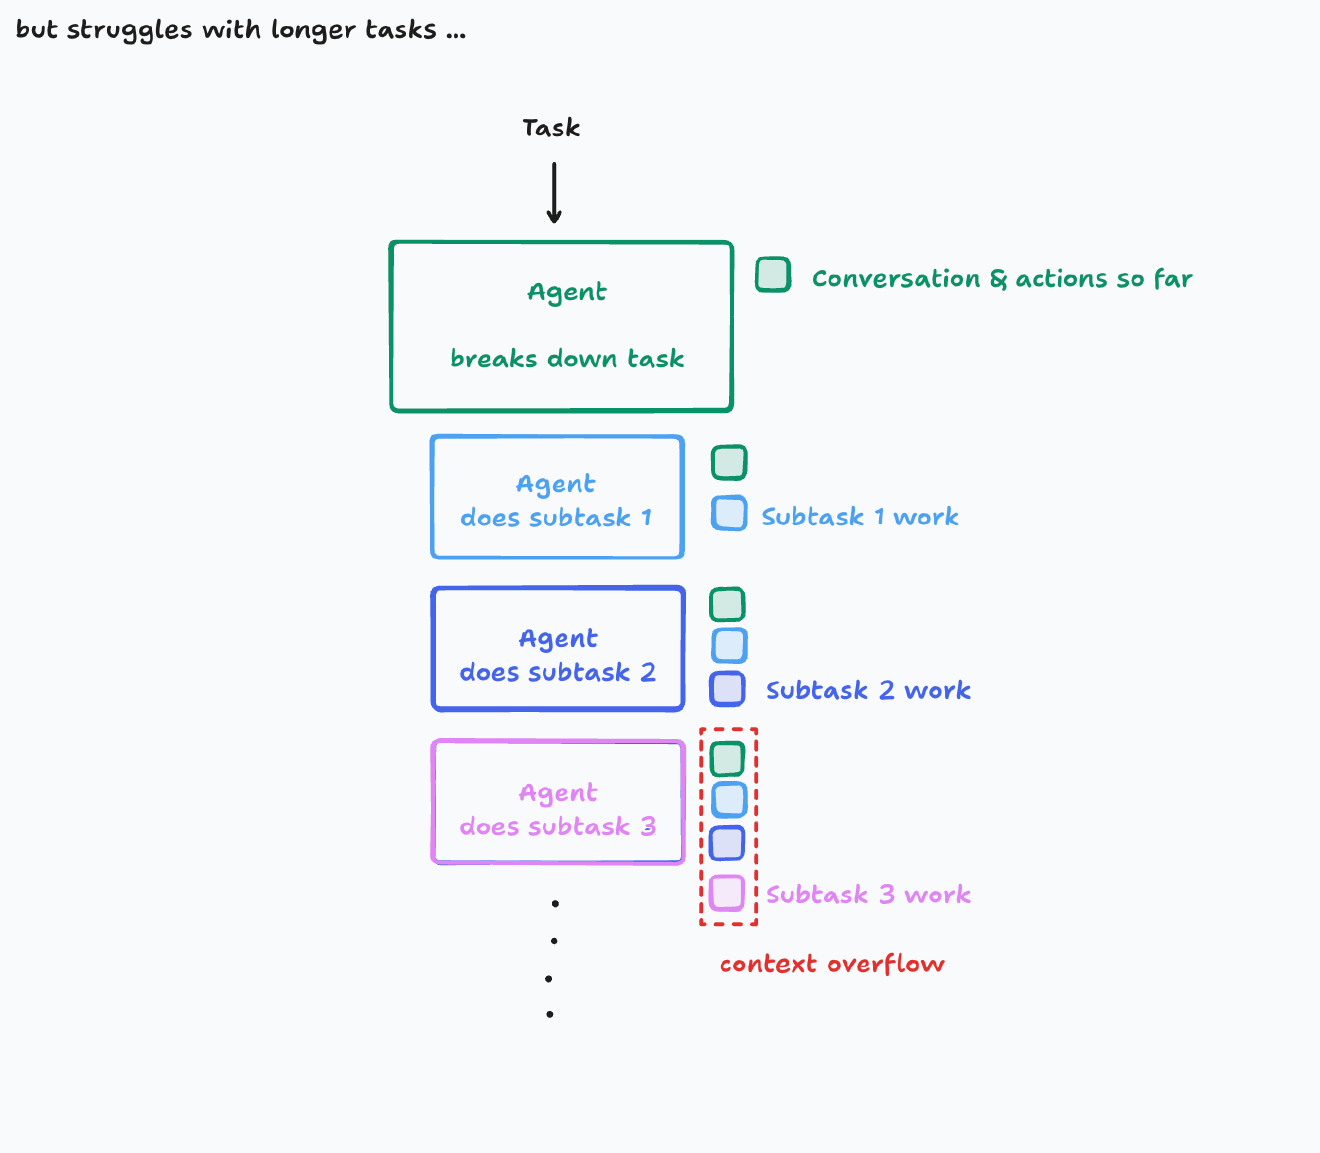 but struggles with longer tasks ...
Task
Agent
breaks down task
Conversation & actions so far
Agent
does subtask 1
Subtask 1 work
Agent
does subtask 2
Subtask 2 work
Agent
does subtask 3
Subtask 3 work
context overflow